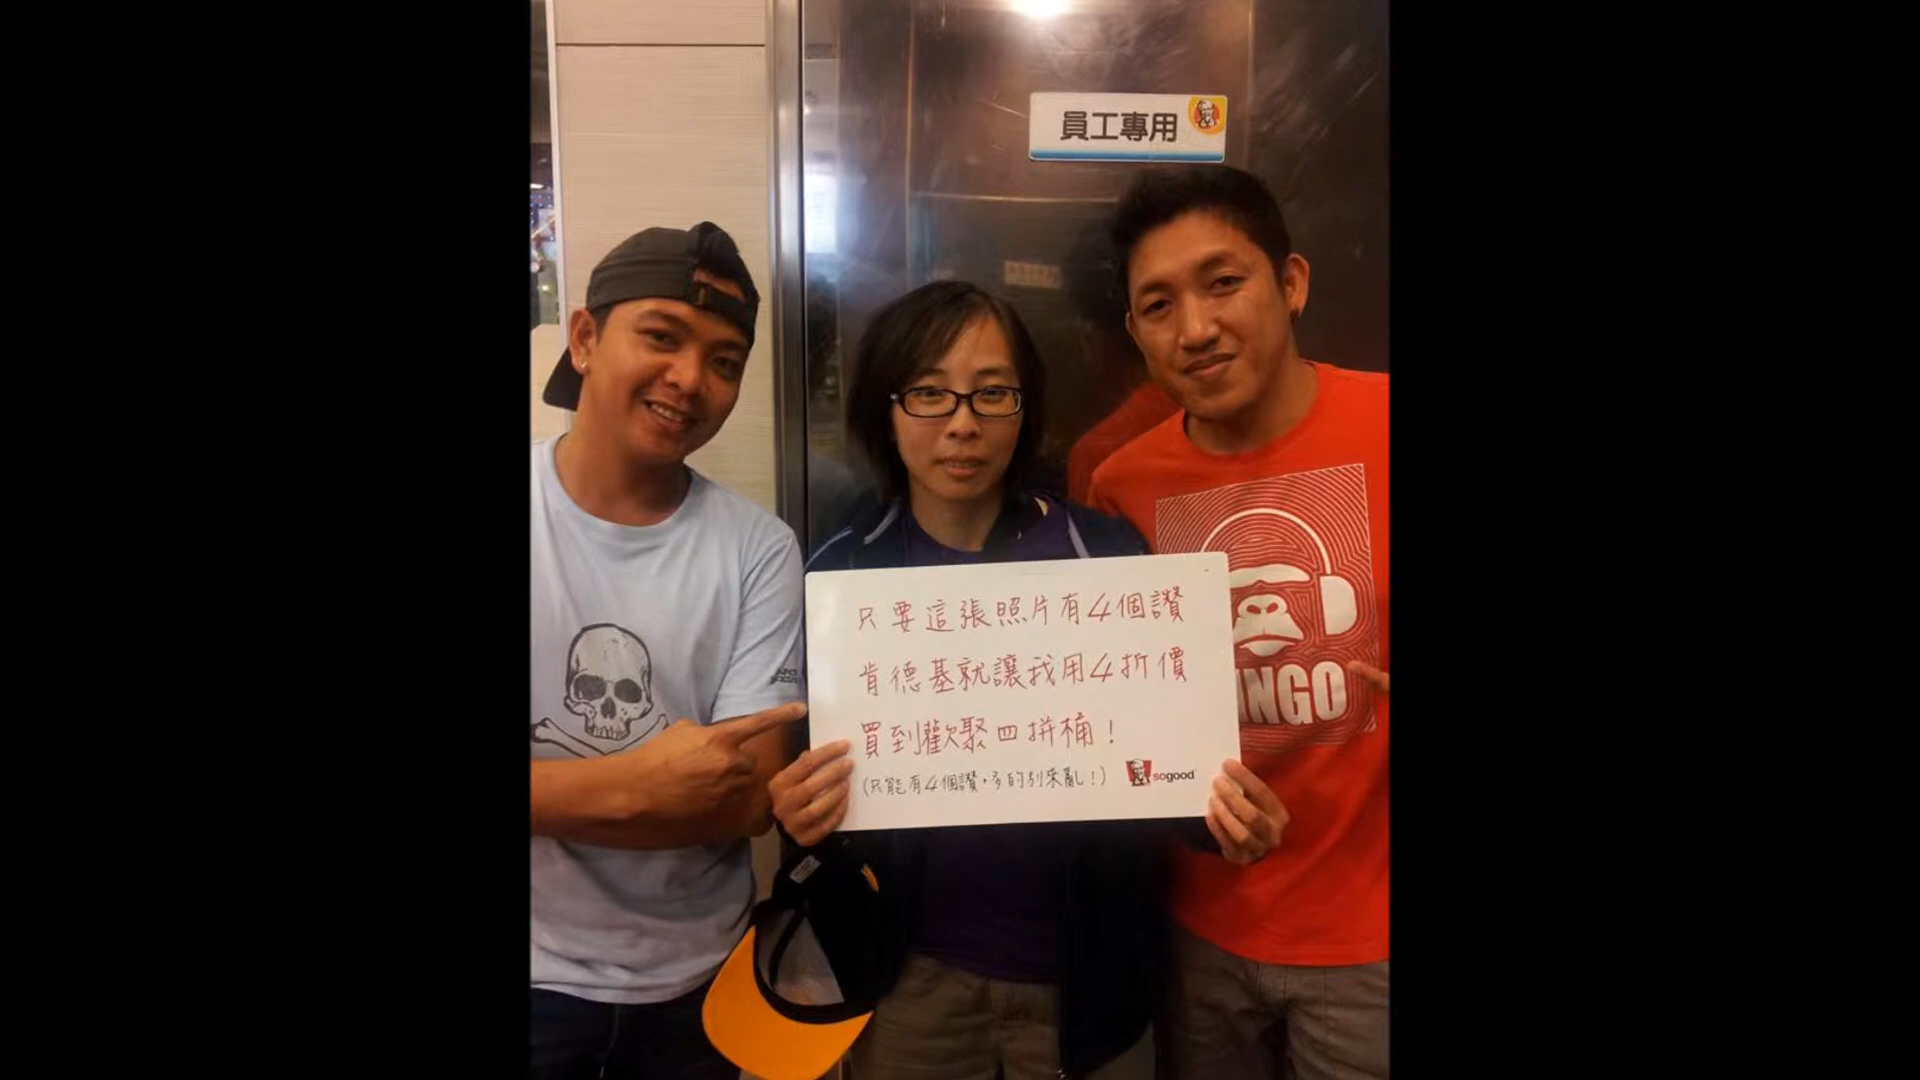 員工專用
只要這張照片有4個讚
肯德基就讓我用4折價
買到歡聚四拼桶！
(只能有4個讚，多的別來亂！)
sogood
NGO